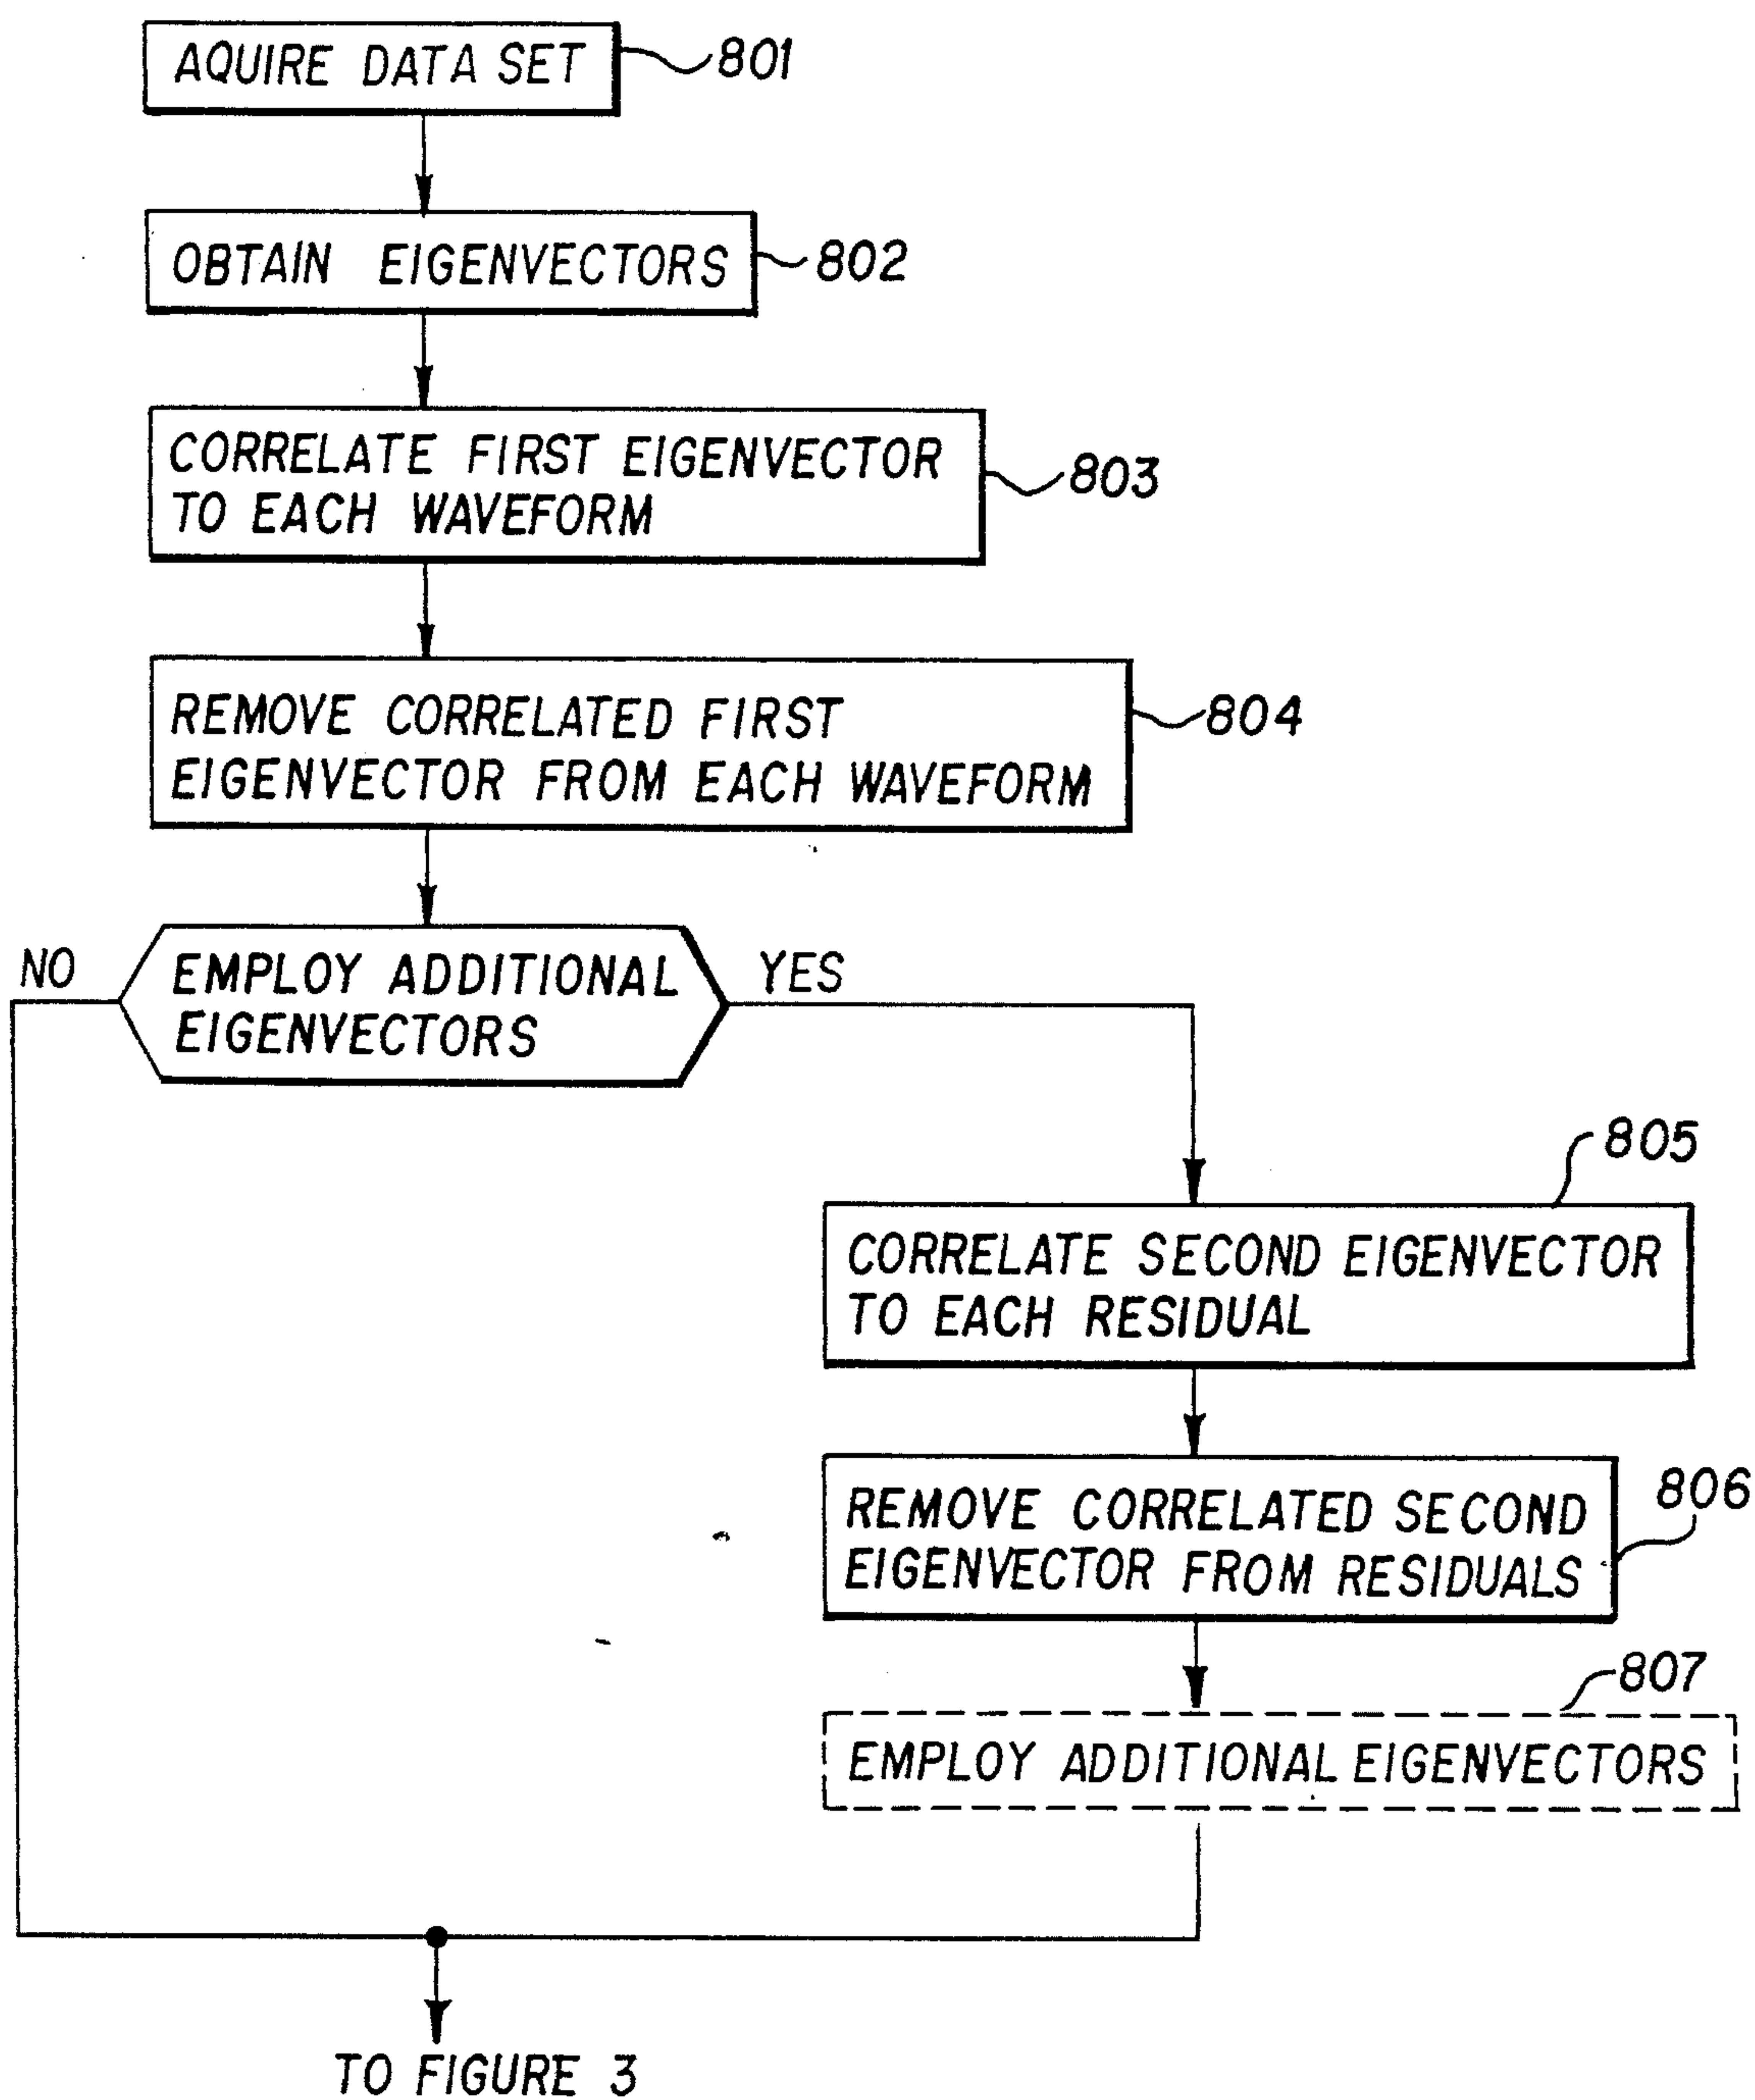 AQUIRE DATA SET
801
OBTAIN EIGENVECTORS
802
CORRELATE FIRST EIGENVECTOR
TO EACH WAVEFORM
803
REMOVE CORRELATED FIRST
EIGENVECTOR FROM EACH WAVEFORM
804
NO
EMPLOY ADDITIONAL
EIGENVECTORS
YES
805
CORRELATE SECOND EIGENVECTOR
TO EACH RESIDUAL
REMOVE CORRELATED SECOND
EIGENVECTOR FROM RESIDUALS
806
807
EMPLOY ADDITIONAL EIGENVECTORS
TO FIGURE 3